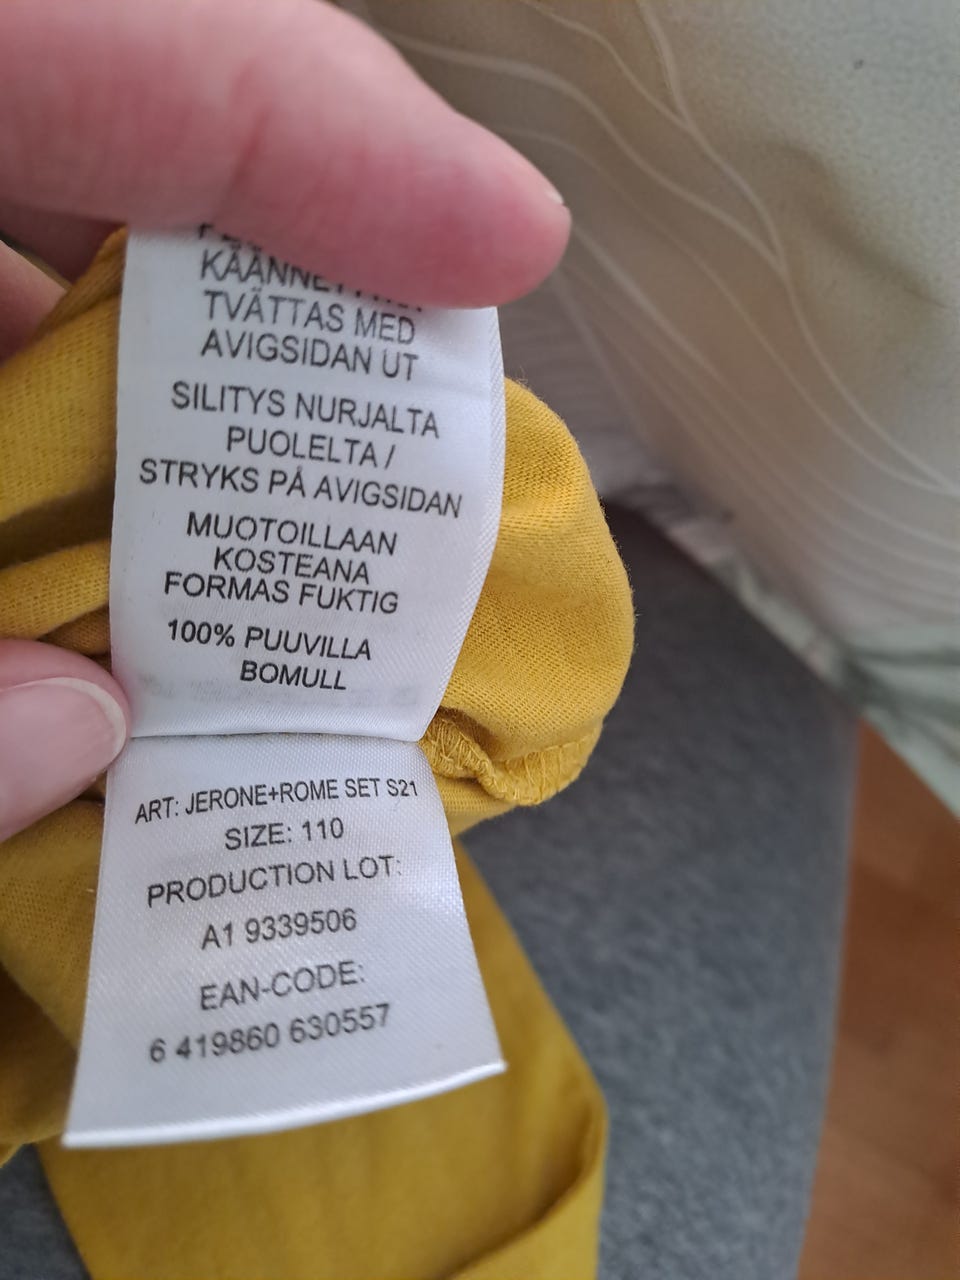 TVÄTTAS MED
AVIGSIDAN UT
SILITYS NURJALTA
PUOLELTA /
STRYKS PÅ AVIGSIDAN
MUOTOILLAAN
KOSTEANA
FORMAS FUKTIG
100% PUUVILLA
BOMULL
ART: JERONE+ROME SET S21
SIZE: 110
PRODUCTION LOT:
A1 9339506
EAN-CODE:
6 419860 630557